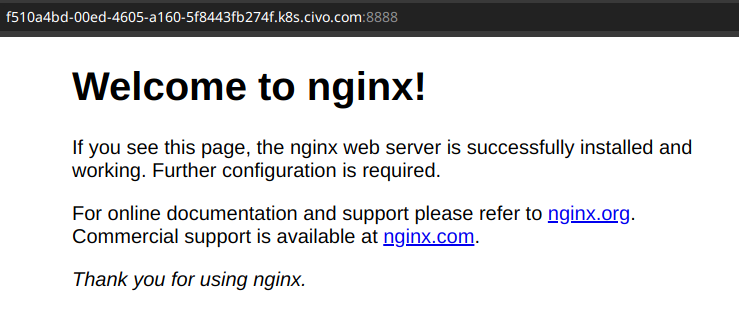 f510a4bd-00ed-4605-a160-5f8443fb274f.k8s.civo.com:8888
Welcome to nginx!
If you see this page, the nginx web server is successfully installed and
working. Further configuration is required.
For online documentation and support please refer to nginx.org.
Commercial support is available at nginx.com.
Thank you for using nginx.